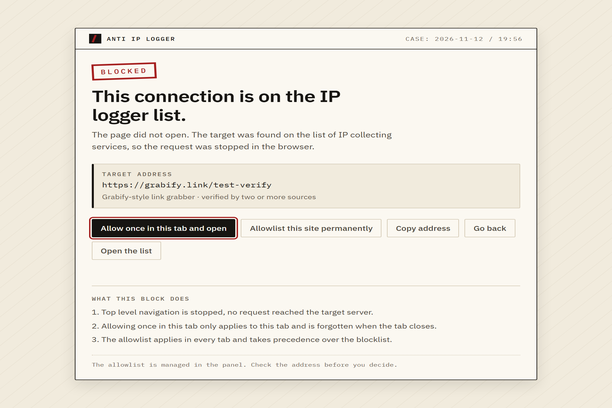 ANTI IP LOGGER
CASE: 2026-11-12 / 19:56
BLOCKED
This connection is on the IP
logger list.
The page did not open. The target was found on the list of IP collecting
services, so the request was stopped in the browser.
TARGET ADDRESS
https://grabify.link/test-verify
Grabify-style link grabber · verified by two or more sources
Allow once in this tab and open
Allowlist this site permanently
Copy address
Go back
Open the list
WHAT THIS BLOCK DOES
1. Top level navigation is stopped, no request reached the target server.
2. Allowing once in this tab only applies to this tab and is forgotten when the tab closes.
3. The allowlist applies in every tab and takes precedence over the blocklist.
The allowlist is managed in the panel. Check the address before you decide.